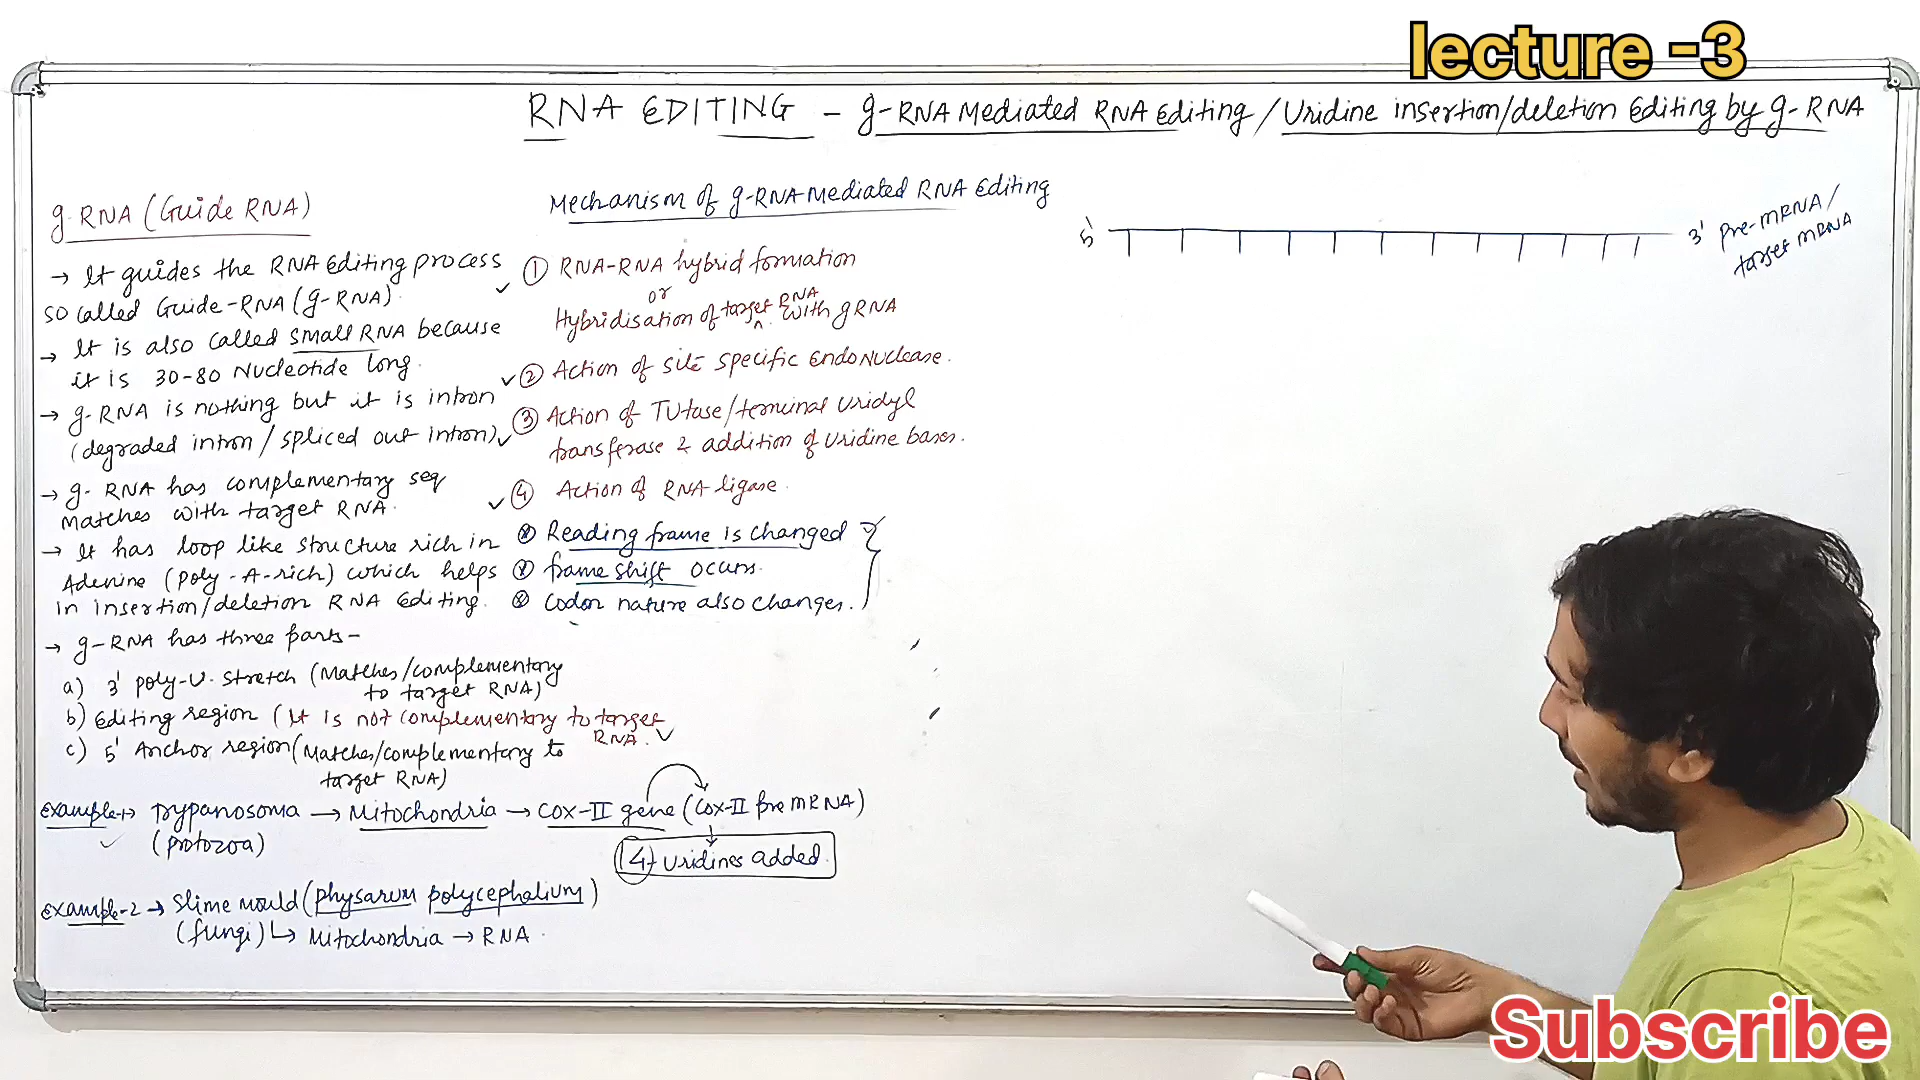 lecture -3
RNA EDITING - g-RNA Mediated RNA Editing / Uridine insertion/deletion Editing by g-RNA
g-RNA (Guide RNA)
→ It guides the RNA Editing process
so called Guide-RNA (g-RNA).
→ It is also called small RNA because
it is 30-80 Nucleotide long.
→ g-RNA is nothing but it is intron
(degraded intron / spliced out intron)
→ g-RNA has complementary seq
matches with target RNA.
→ It has loop like structure rich in
Adenine (poly-A-rich) which helps
in insertion/deletion RNA Editing.
→ g-RNA has three parts-
a) 3' poly-U. stretch (Matches/complementary
to target RNA)
b) Editing region (It is not complementary to target
RNA.
c) 5' Anchor region (Matches/complementary to
target RNA)
Example-1→ Trypanosoma → Mitochondria → COX-II gene (COX-II pre mRNA)
(protozoa)
4 uridines added.
Example-2 → Slime mould (physarum polycephalium)
(fungi) ↳ Mitochondria → RNA.
Mechanism of g-RNA Mediated RNA Editing
① RNA-RNA hybrid formation
or
Hybridisation of target RNA with gRNA
② Action of site specific endonuclease.
③ Action of TUtase/terminal uridyl
transferase & addition of uridine bases.
④ Action of RNA ligase.
⊗ Reading frame is changed
⊗ frame shift occurs.
⊗ codon nature also changes.
5' 3' Pre-mRNA/
target mRNA
Subscribe